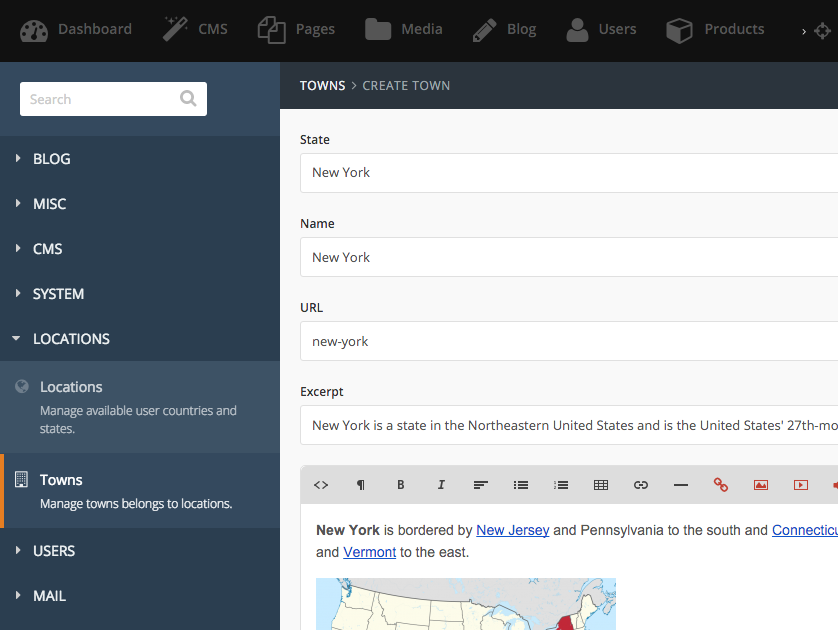 Dashboard CMS Pages Media Blog Users Products
Search
TOWNS > CREATE TOWN
BLOG
MISC
CMS
SYSTEM
LOCATIONS
Locations
Manage available user countries and
states.
Towns
Manage towns belongs to locations.
USERS
MAIL
State
New York
Name
New York
URL
new-york
Excerpt
New York is a state in the Northeastern United States and is the United States' 27th-mo
B I
New York is bordered by New Jersey and Pennsylvania to the south and Connecticu
and Vermont to the east.